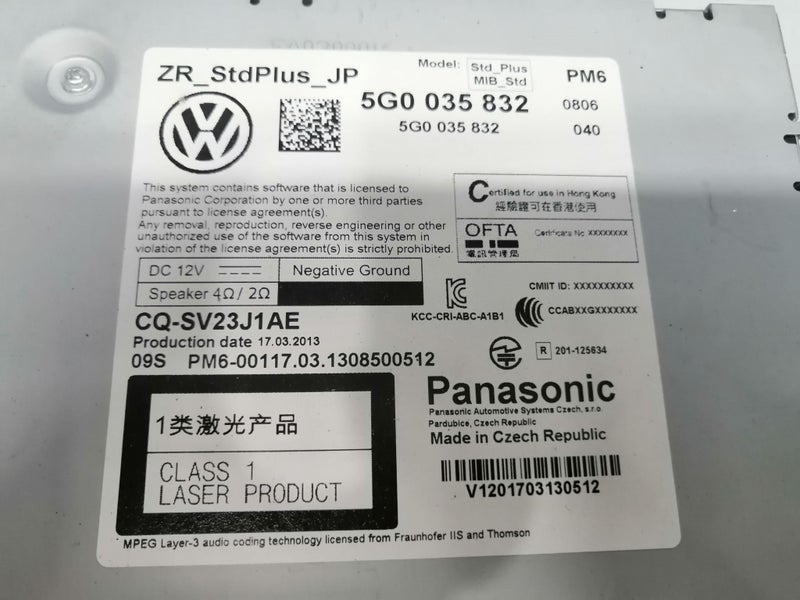 ZR_StdPlus_JP
Model: Std_Plus
MIB_Std
PM6
5G0 035 832 0806
5G0 035 832 040
This system contains software that is licensed to
Panasonic Corporation by one or more third parties
pursuant to license agreement(s).
Any removal, reproduction, reverse engineering or other
unauthorized use of the software from this system in
violation of the license agreement(s) is strictly prohibited.
Certified for use in Hong Kong
經驗證可在香港使用
OFTA Certificate No XXXXXXXX
電訊管理局
DC 12V Negative Ground
Speaker 4Ω/ 2Ω
KCC-CRI-ABC-A1B1
CMIIT ID: XXXXXXXXXX
CCABXXGXXXXXXX
CQ-SV23J1AE
Production date 17.03.2013
09S PM6-00117.03.1308500512
R 201-125634
1类激光产品
CLASS 1
LASER PRODUCT
Panasonic
Panasonic Automotive Systems Czech, s.r.o.
Pardubice, Czech Republic
Made in Czech Republic
V1201703130512
MPEG Layer-3 audio coding technology licensed from Fraunhofer IIS and Thomson